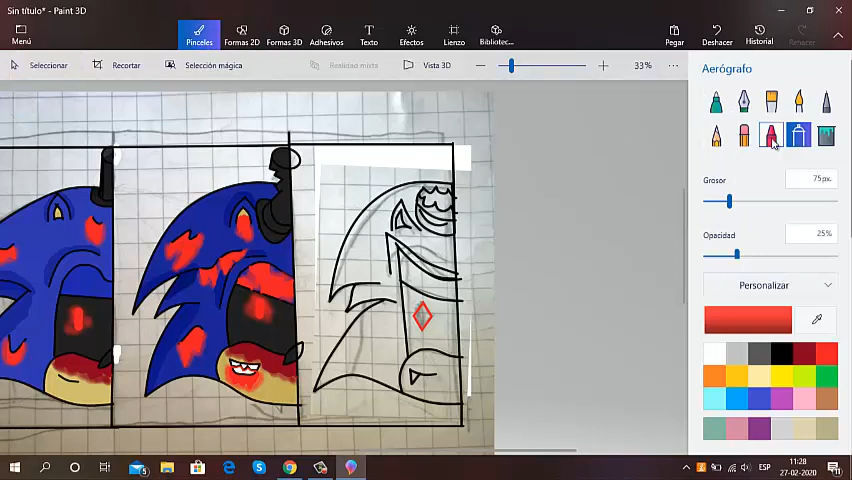 Sin título* - Paint 3D
Menú
Pinceles
Formas 2D
Formas 3D
Adhesivos
Texto
Efectos
Lienzo
Bibliotec...
Pegar
Deshacer
Historial
Rehacer
Seleccionar
Recortar
Selección mágica
Realidad mixta
Vista 3D
33%
Aerógrafo
Grosor
75px.
Opacidad
25%
Personalizar
5
ESP
11:28
27-02-2020
11